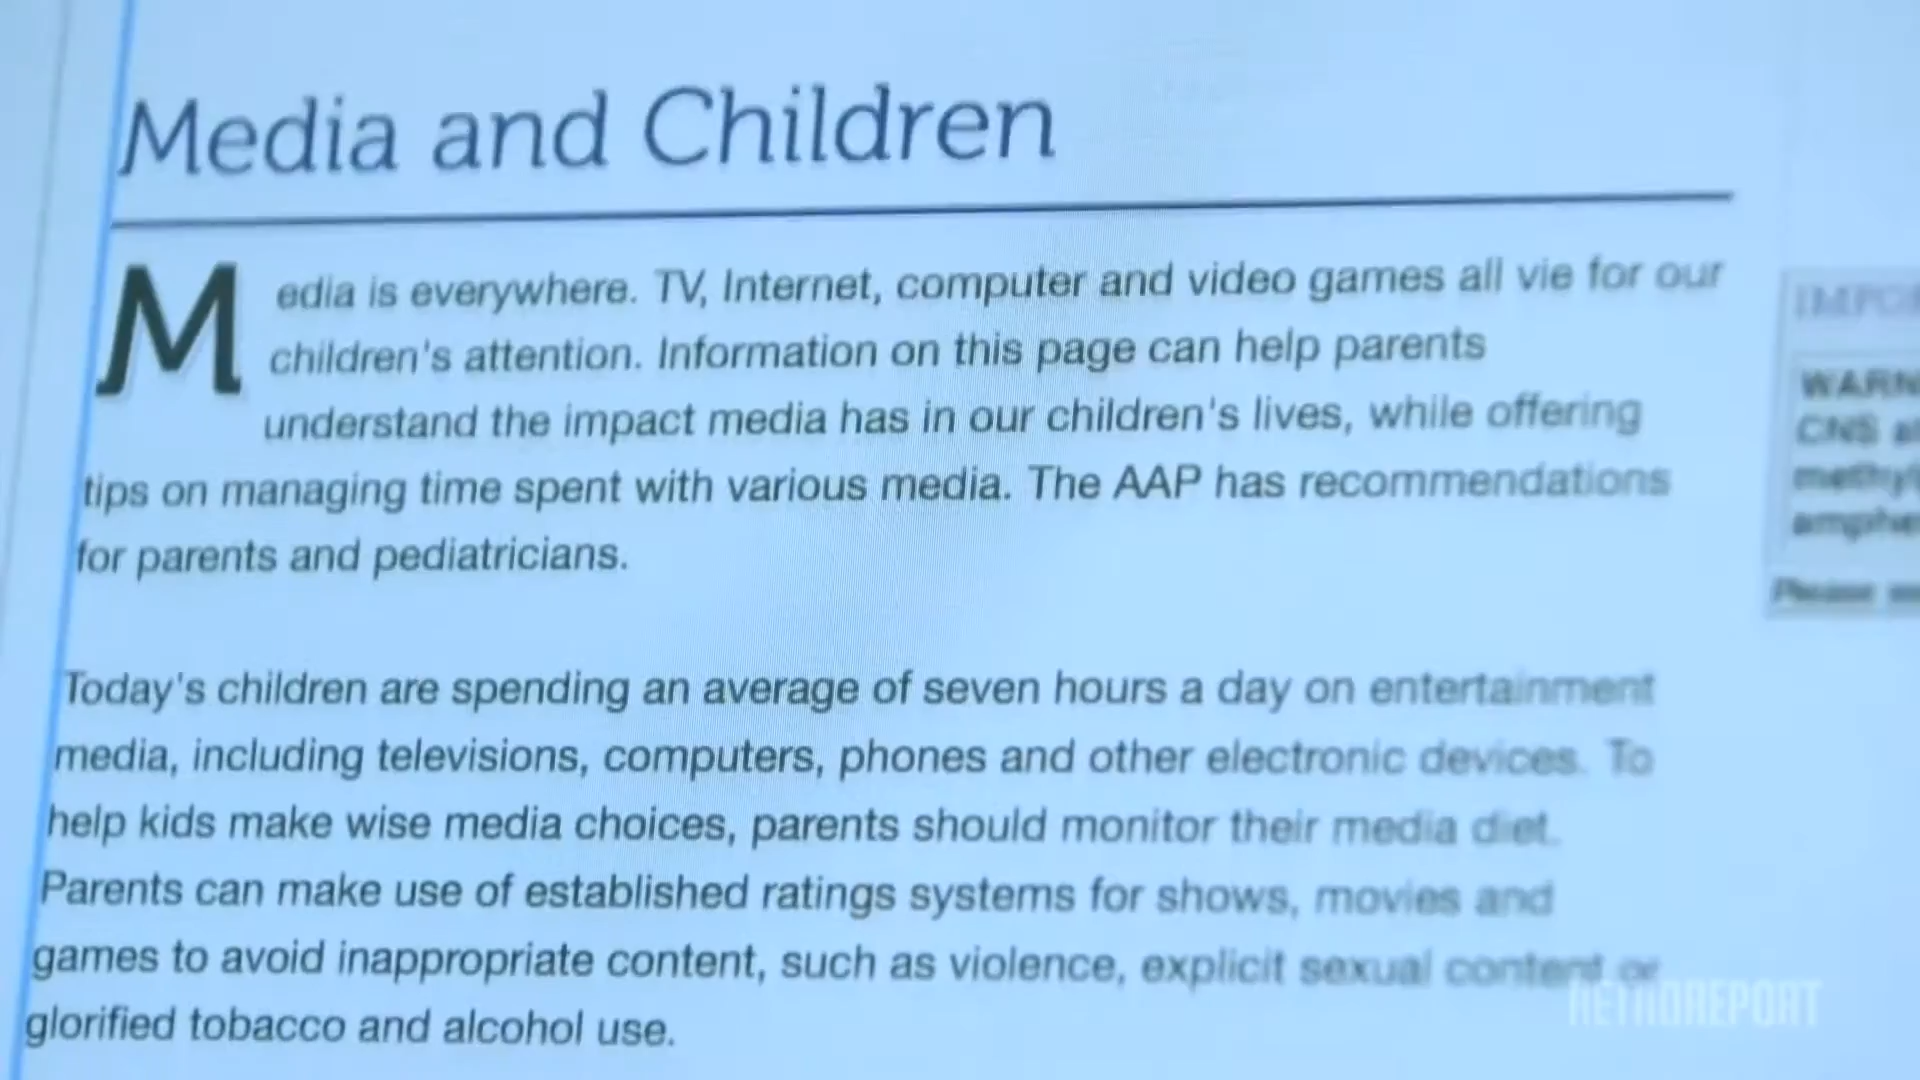 Media and Children
Media is everywhere. TV, Internet, computer and video games all vie for our
children's attention. Information on this page can help parents
understand the impact media has in our children's lives, while offering
tips on managing time spent with various media. The AAP has recommendations
for parents and pediatricians.
Today's children are spending an average of seven hours a day on entertainment
media, including televisions, computers, phones and other electronic devices. To
help kids make wise media choices, parents should monitor their media diet.
Parents can make use of established ratings systems for shows, movies and
games to avoid inappropriate content, such as violence, explicit sexual content or
glorified tobacco and alcohol use.
CNS
Please
RETROREPORT